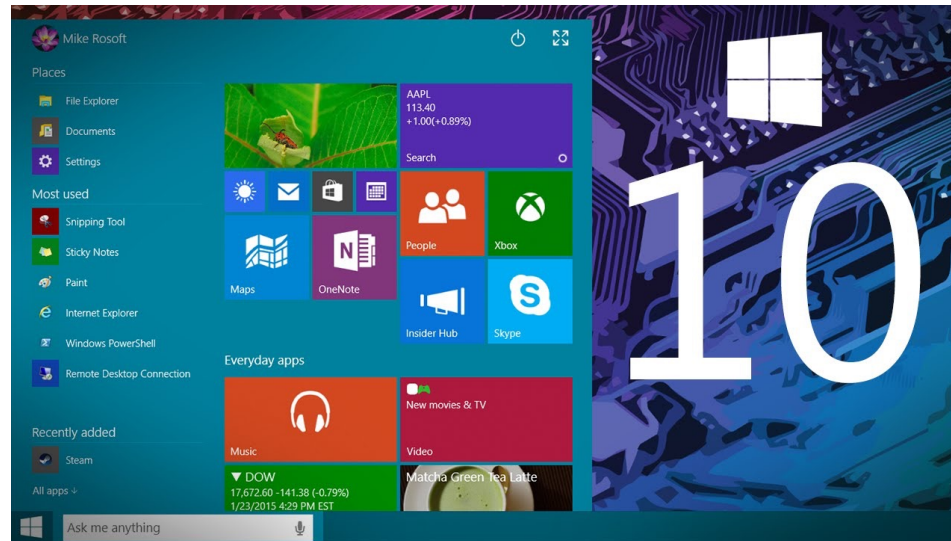 Mike Rosoft
Places
File Explorer
Documents
Settings
Most used
Snipping Tool
Sticky Notes
Paint
Internet Explorer
Windows PowerShell
Remote Desktop Connection
Recently added
Steam
All apps ↓
AAPL
113.40
+1.00(+0.89%)
Search
People
Xbox
Maps
OneNote
N
Insider Hub
S
Skype
Everyday apps
Music
New movies & TV
Video
▼ DOW
17,672.60 -141.38 (-0.79%)
1/23/2015 4:29 PM EST
Matcha Green Tea Latte
Ask me anything
10